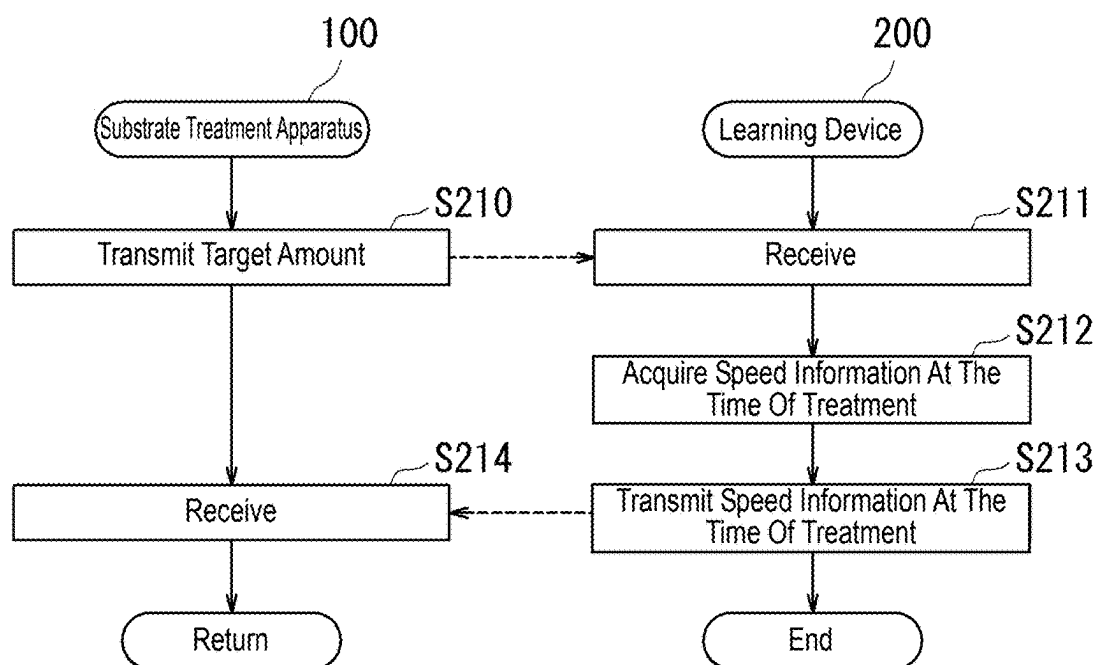 100
200
Substrate Treatment Apparatus
Learning Device
S210
S211
Transmit Target Amount
Receive
S212
Acquire Speed Information At The
Time Of Treatment
S214
S213
Receive
Transmit Speed Information At The
Time Of Treatment
Return
End